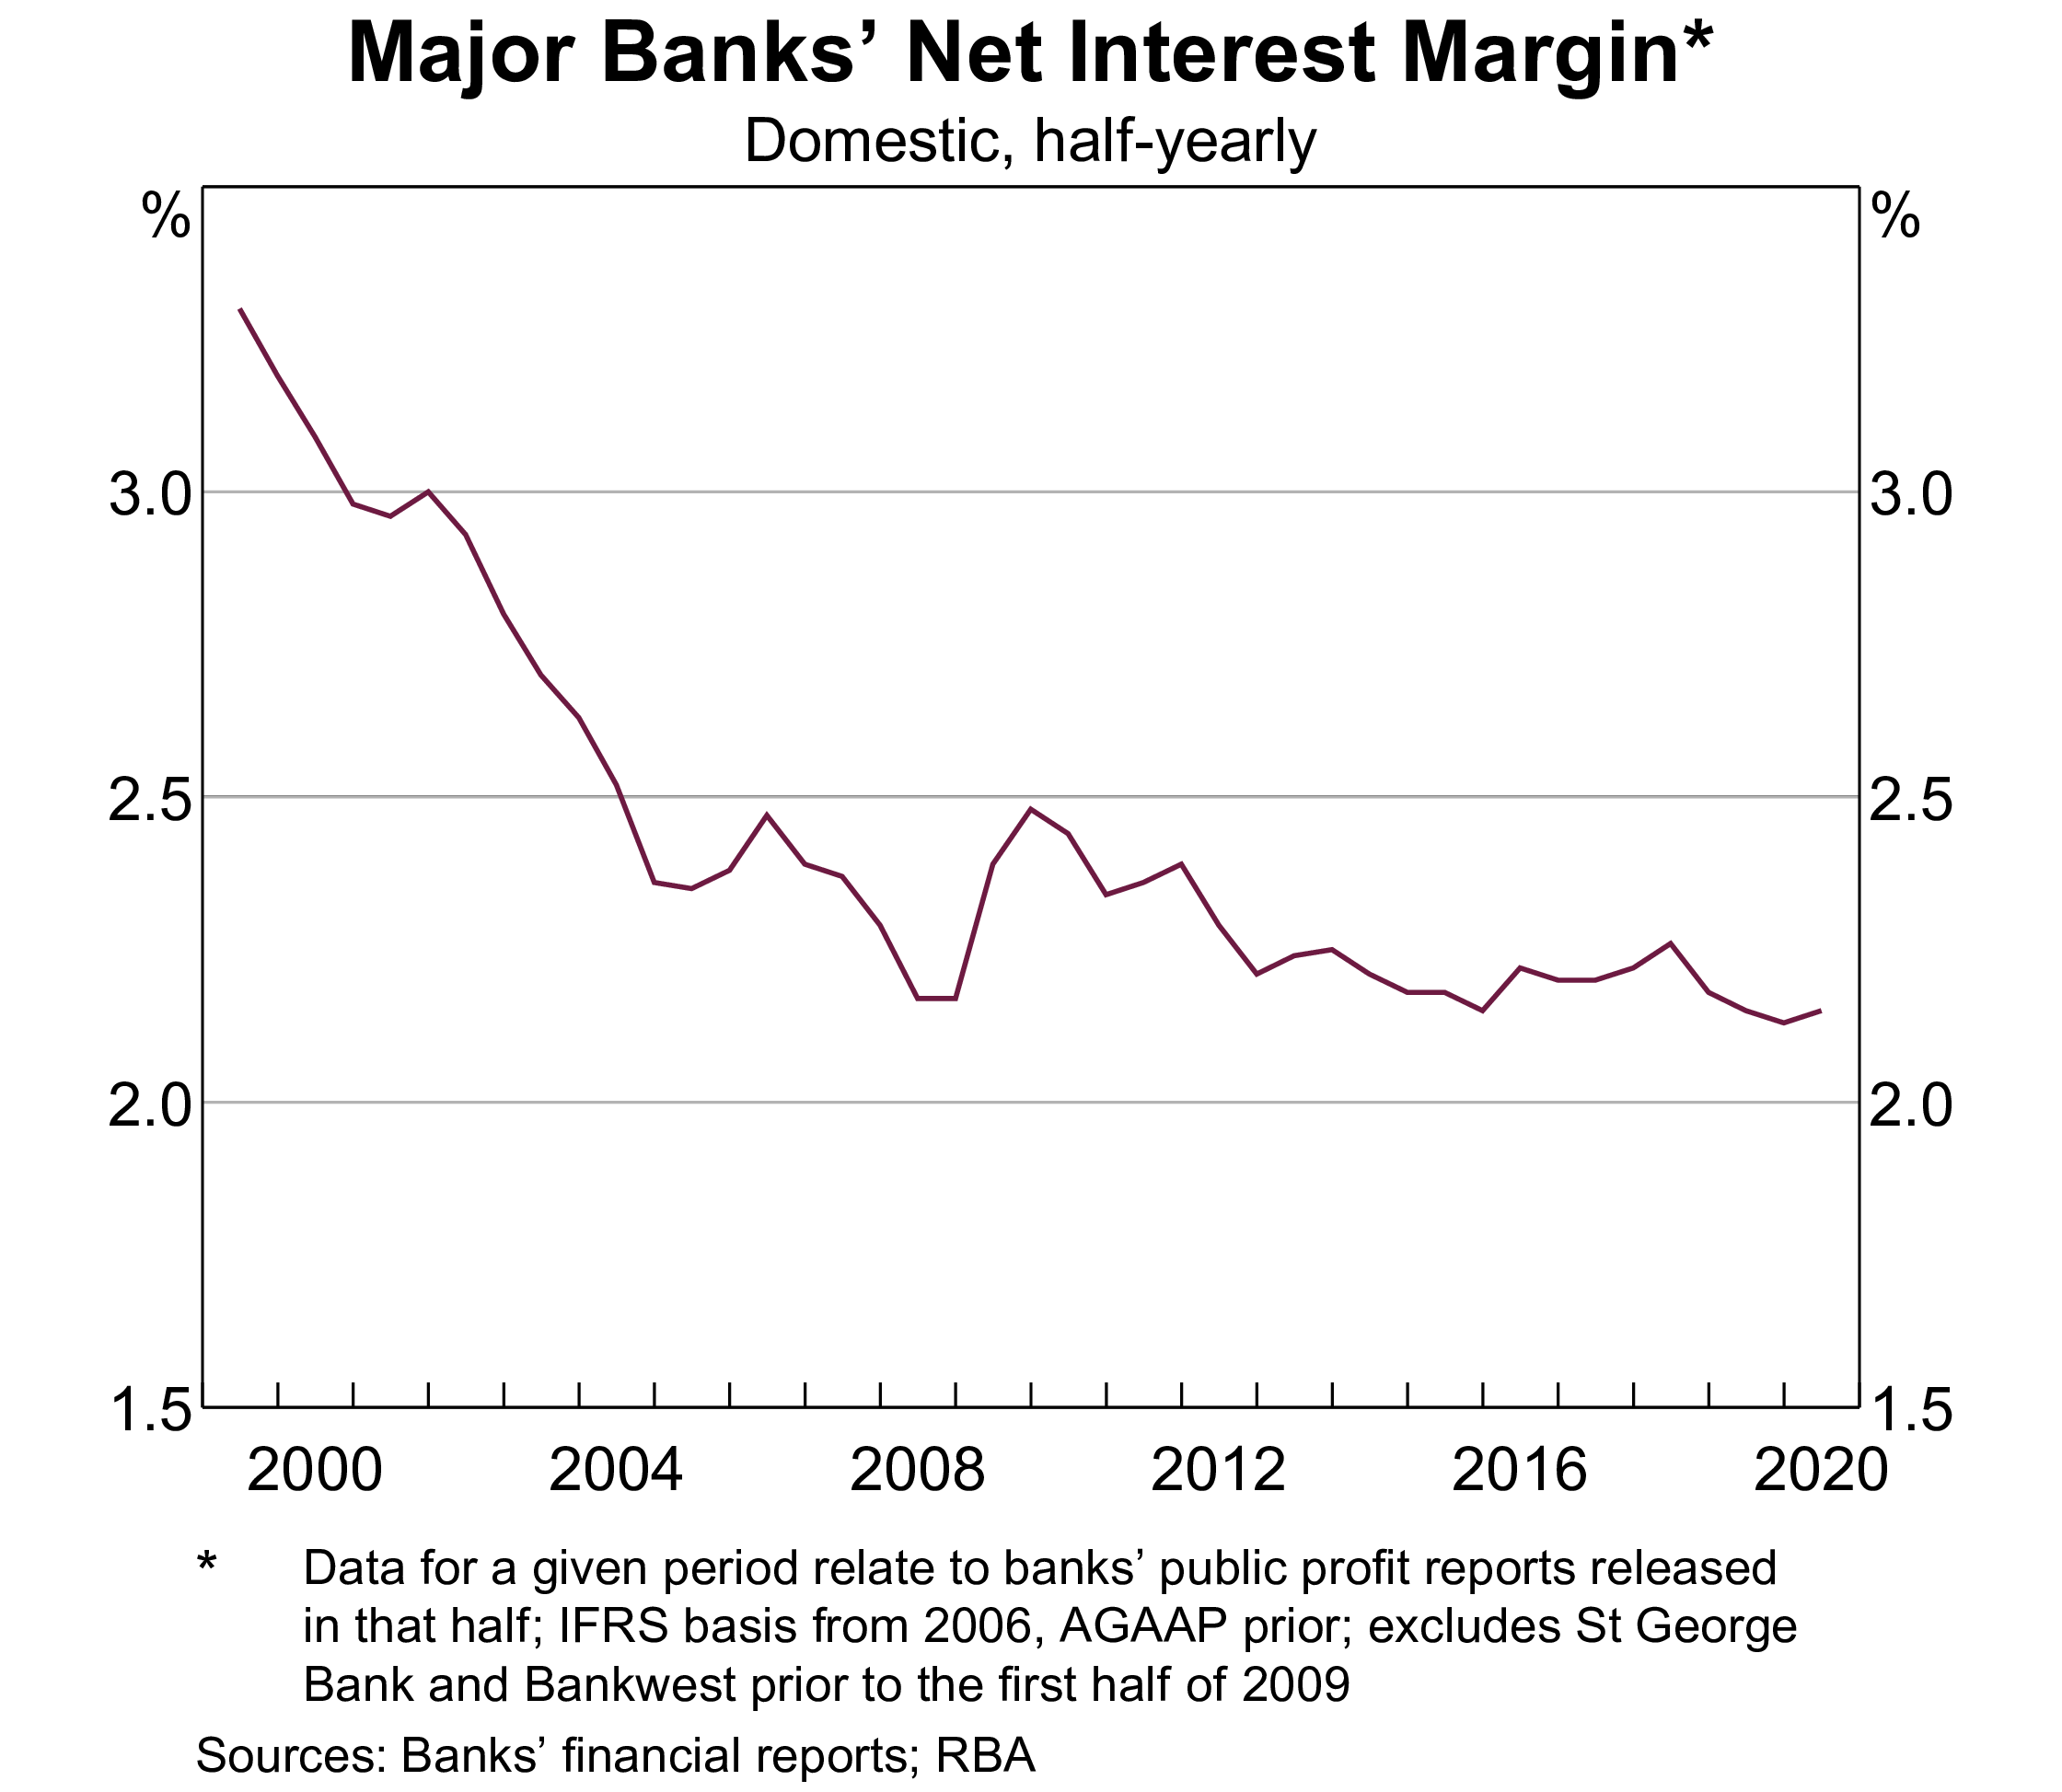 Major Banks’ Net Interest Margin*
Domestic, half-yearly
% %
3.0 3.0
2.5 2.5
2.0 2.0
1.5 1.5
2000 2004 2008 2012 2016 2020
* Data for a given period relate to banks’ public profit reports released
in that half; IFRS basis from 2006, AGAAP prior; excludes St George
Bank and Bankwest prior to the first half of 2009
Sources: Banks’ financial reports; RBA